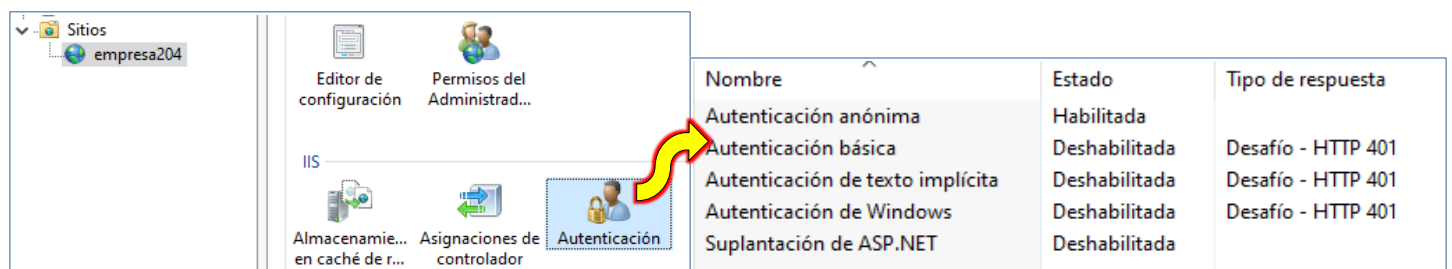 Sitios
empresa204
Editor de
configuración
Permisos del
Administrad...
IIS
Almacenamie...
en caché de r...
Asignaciones de
controlador
Autenticación
Nombre Estado Tipo de respuesta
Autenticación anónima Habilitada
Autenticación básica Deshabilitada Desafío - HTTP 401
Autenticación de texto implícita Deshabilitada Desafío - HTTP 401
Autenticación de Windows Deshabilitada Desafío - HTTP 401
Suplantación de ASP.NET Deshabilitada